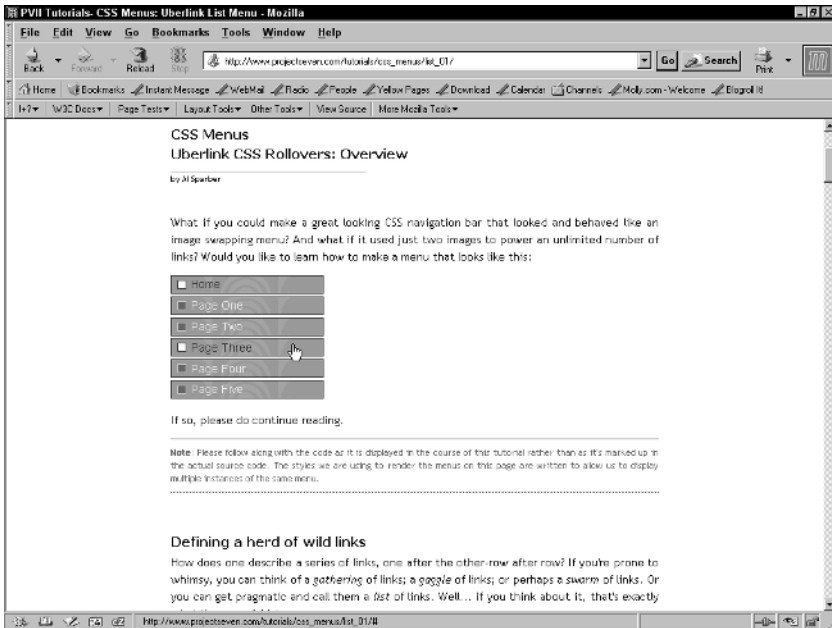 PVII Tutorials- CSS Menus: Uberlink List Menu - Mozilla
File Edit View Go Bookmarks Tools Window Help
Back Forward Reload Stop http://www.projectseven.com/tutorials/css_menus/list_01/ Go Search Print
Home Bookmarks Instant Message WebMail Radio People Yellow Pages Download Calendar Channels Molly.com - Welcome Blogroll It!
W3C Docs Page Tests Layout Tools Other Tools View Source More Mozilla Tools
CSS Menus
Uberlink CSS Rollovers: Overview
by Al Sparber
What if you could make a great looking CSS navigation bar that looked and behaved like an
image swapping menu? And what if it used just two images to power an unlimited number of
links? Would you like to learn how to make a menu that looks like this:
Home
Page One
Page Two
Page Three
Page Four
Page Five
If so, please do continue reading.
Note: Please follow along with the code as it is displayed in the course of this tutorial rather than as it's marked up in
the actual source code. The styles we are using to render the menus on this page are written to allow us to display
multiple instances of the same menu.
Defining a herd of wild links
How does one describe a series of links, one after the other-row after row? If you're prone to
whimsy, you can think of a gathering of links; a gaggle of links; or perhaps a swarm of links. Or
you can get pragmatic and call them a list of links. Well... if you think about it, that's exactly
http://www.projectseven.com/tutorials/css_menus/list_01/#